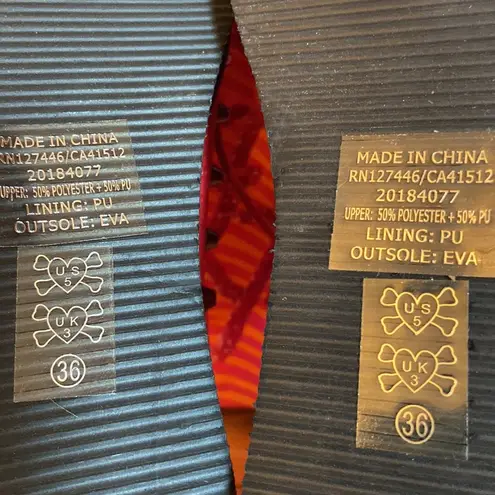 MADE IN CHINA
RN127446/CA41512
20184077
UPPER: 50% POLYESTER + 50% PU
LINING: PU
OUTSOLE: EVA
US
5
UK
3
36
MADE IN CHINA
RN127446/CA41512
20184077
UPPER: 50% POLYESTER + 50% PU
LINING: PU
OUTSOLE: EVA
US
5
UK
3
36